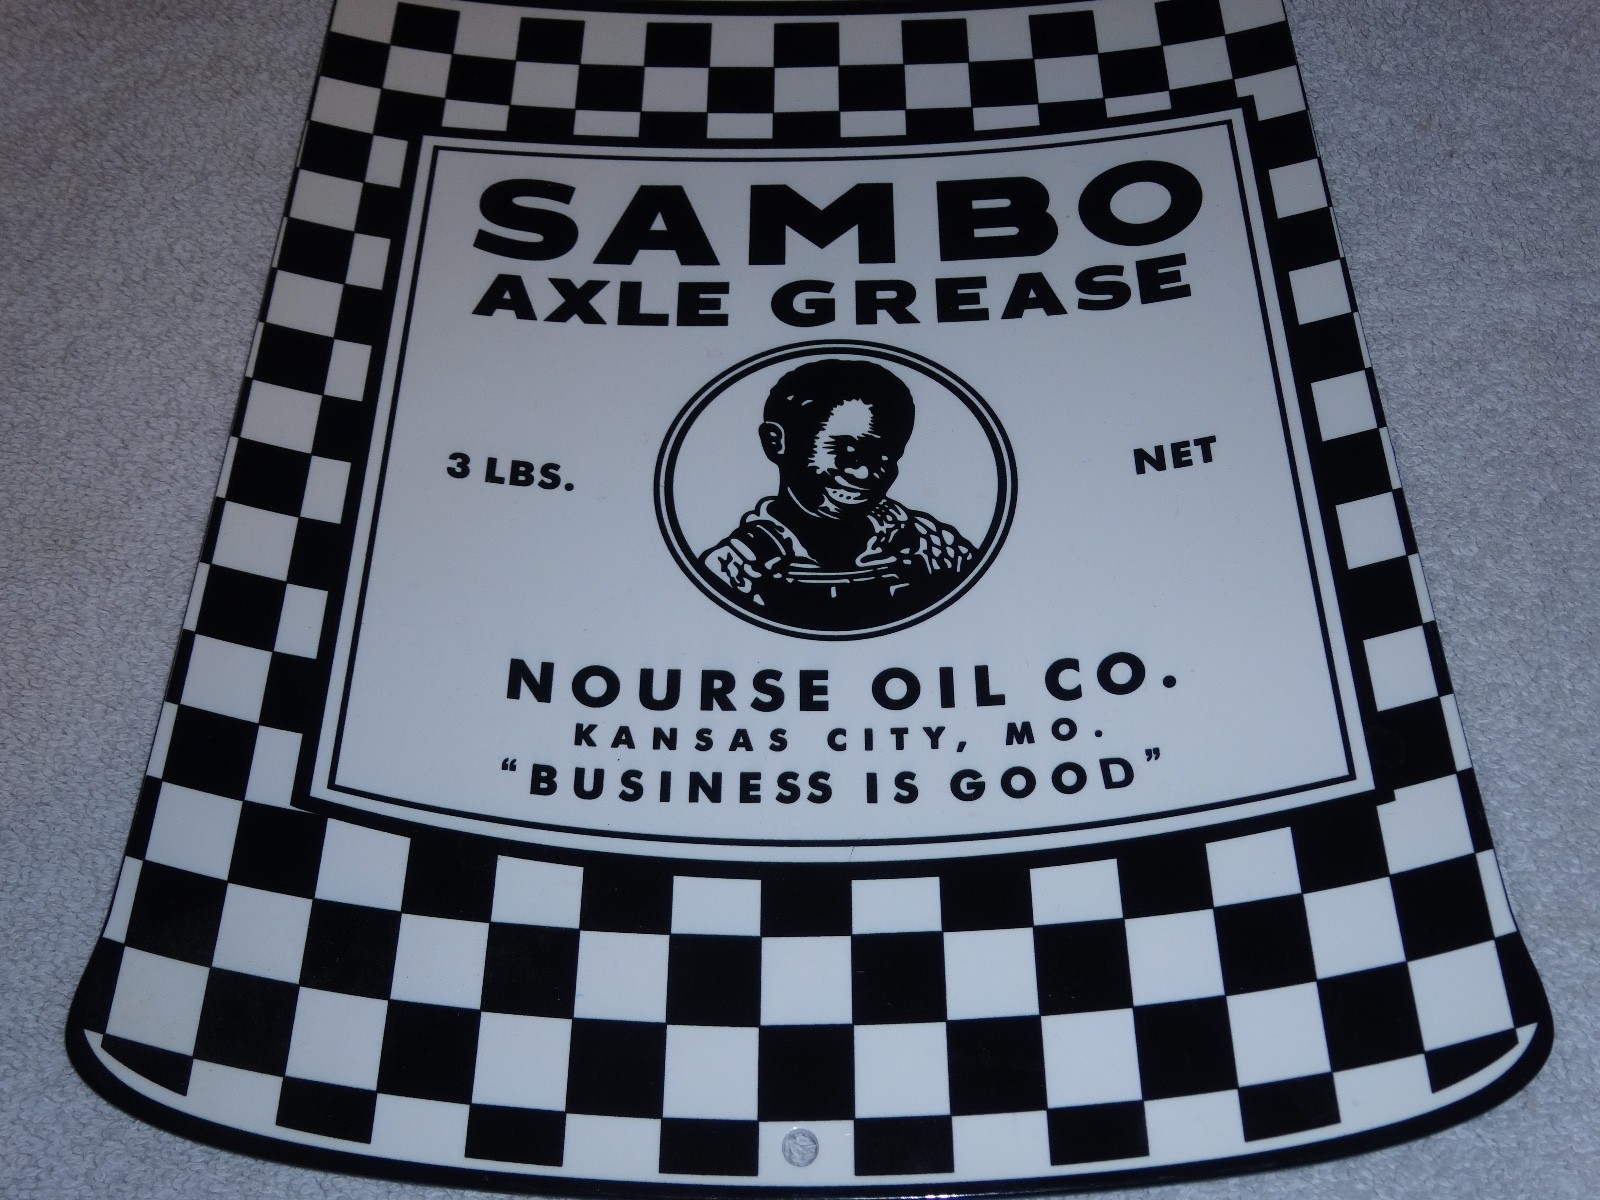 SAMBO
AXLE GREASE
3 LBS. NET
NOURSE OIL CO.
KANSAS CITY, MO.
“BUSINESS IS GOOD”